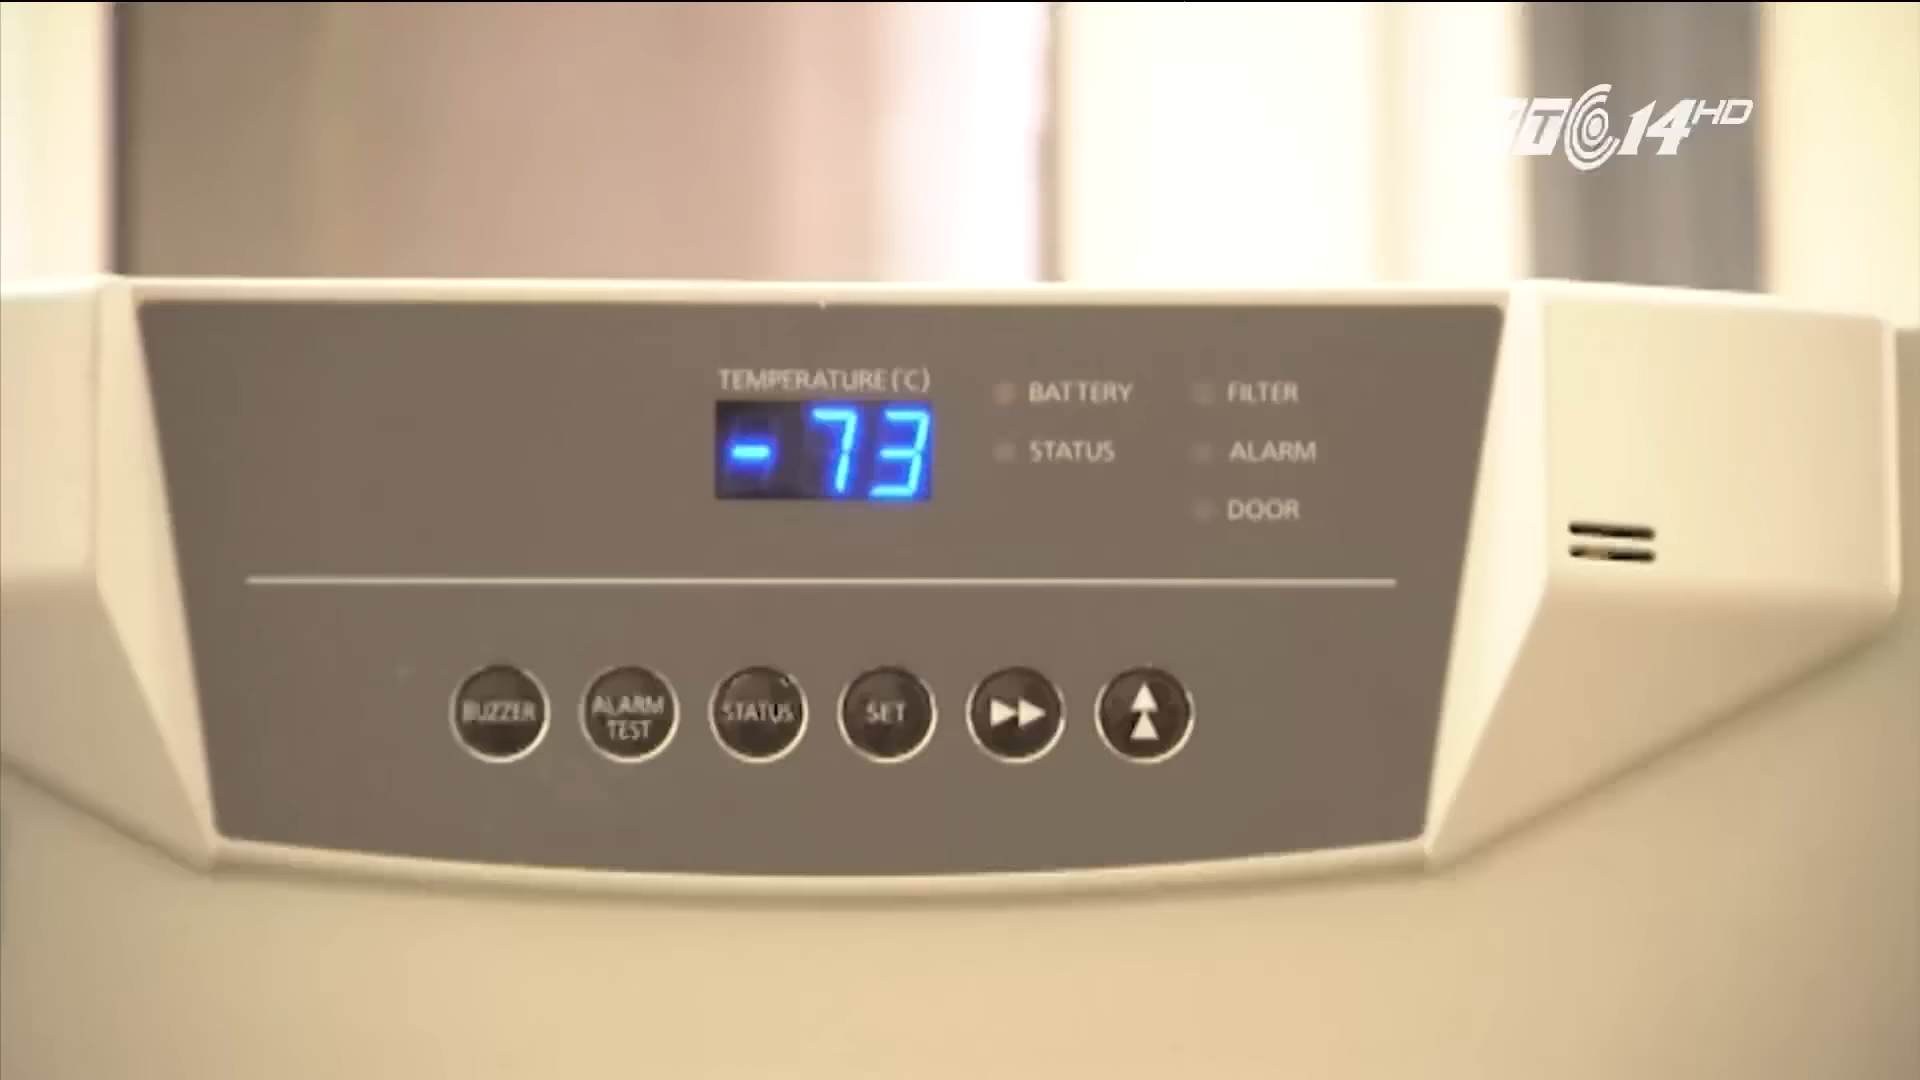 VTC14HD
TEMPERATURE(°C)
-73
BATTERY
FILTER
STATUS
ALARM
DOOR
BUZZER
ALARM TEST
STATUS
SET